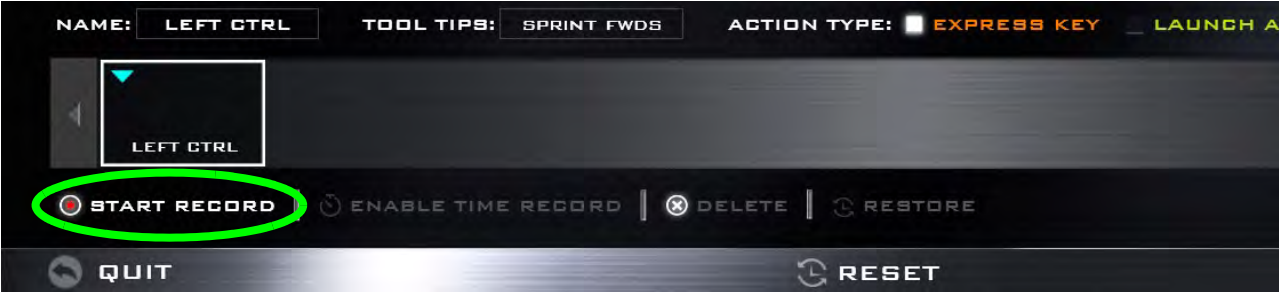 NAME: LEFT CTRL TOOL TIPS: SPRINT FWDS ACTION TYPE: EXPRESS KEY LAUNCH A
LEFT CTRL
START RECORD ENABLE TIME RECORD DELETE RESTORE
QUIT RESET